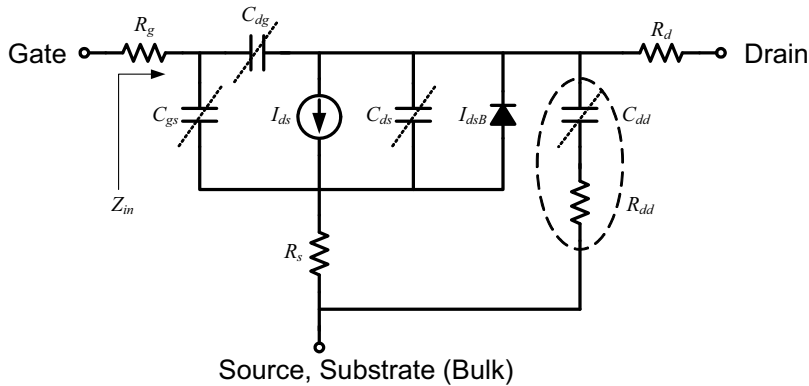 R_g
C_dg
R_d
Gate
Drain
C_gs
I_ds
C_ds
I_dsB
C_dd
Z_in
R_dd
R_s
Source, Substrate (Bulk)